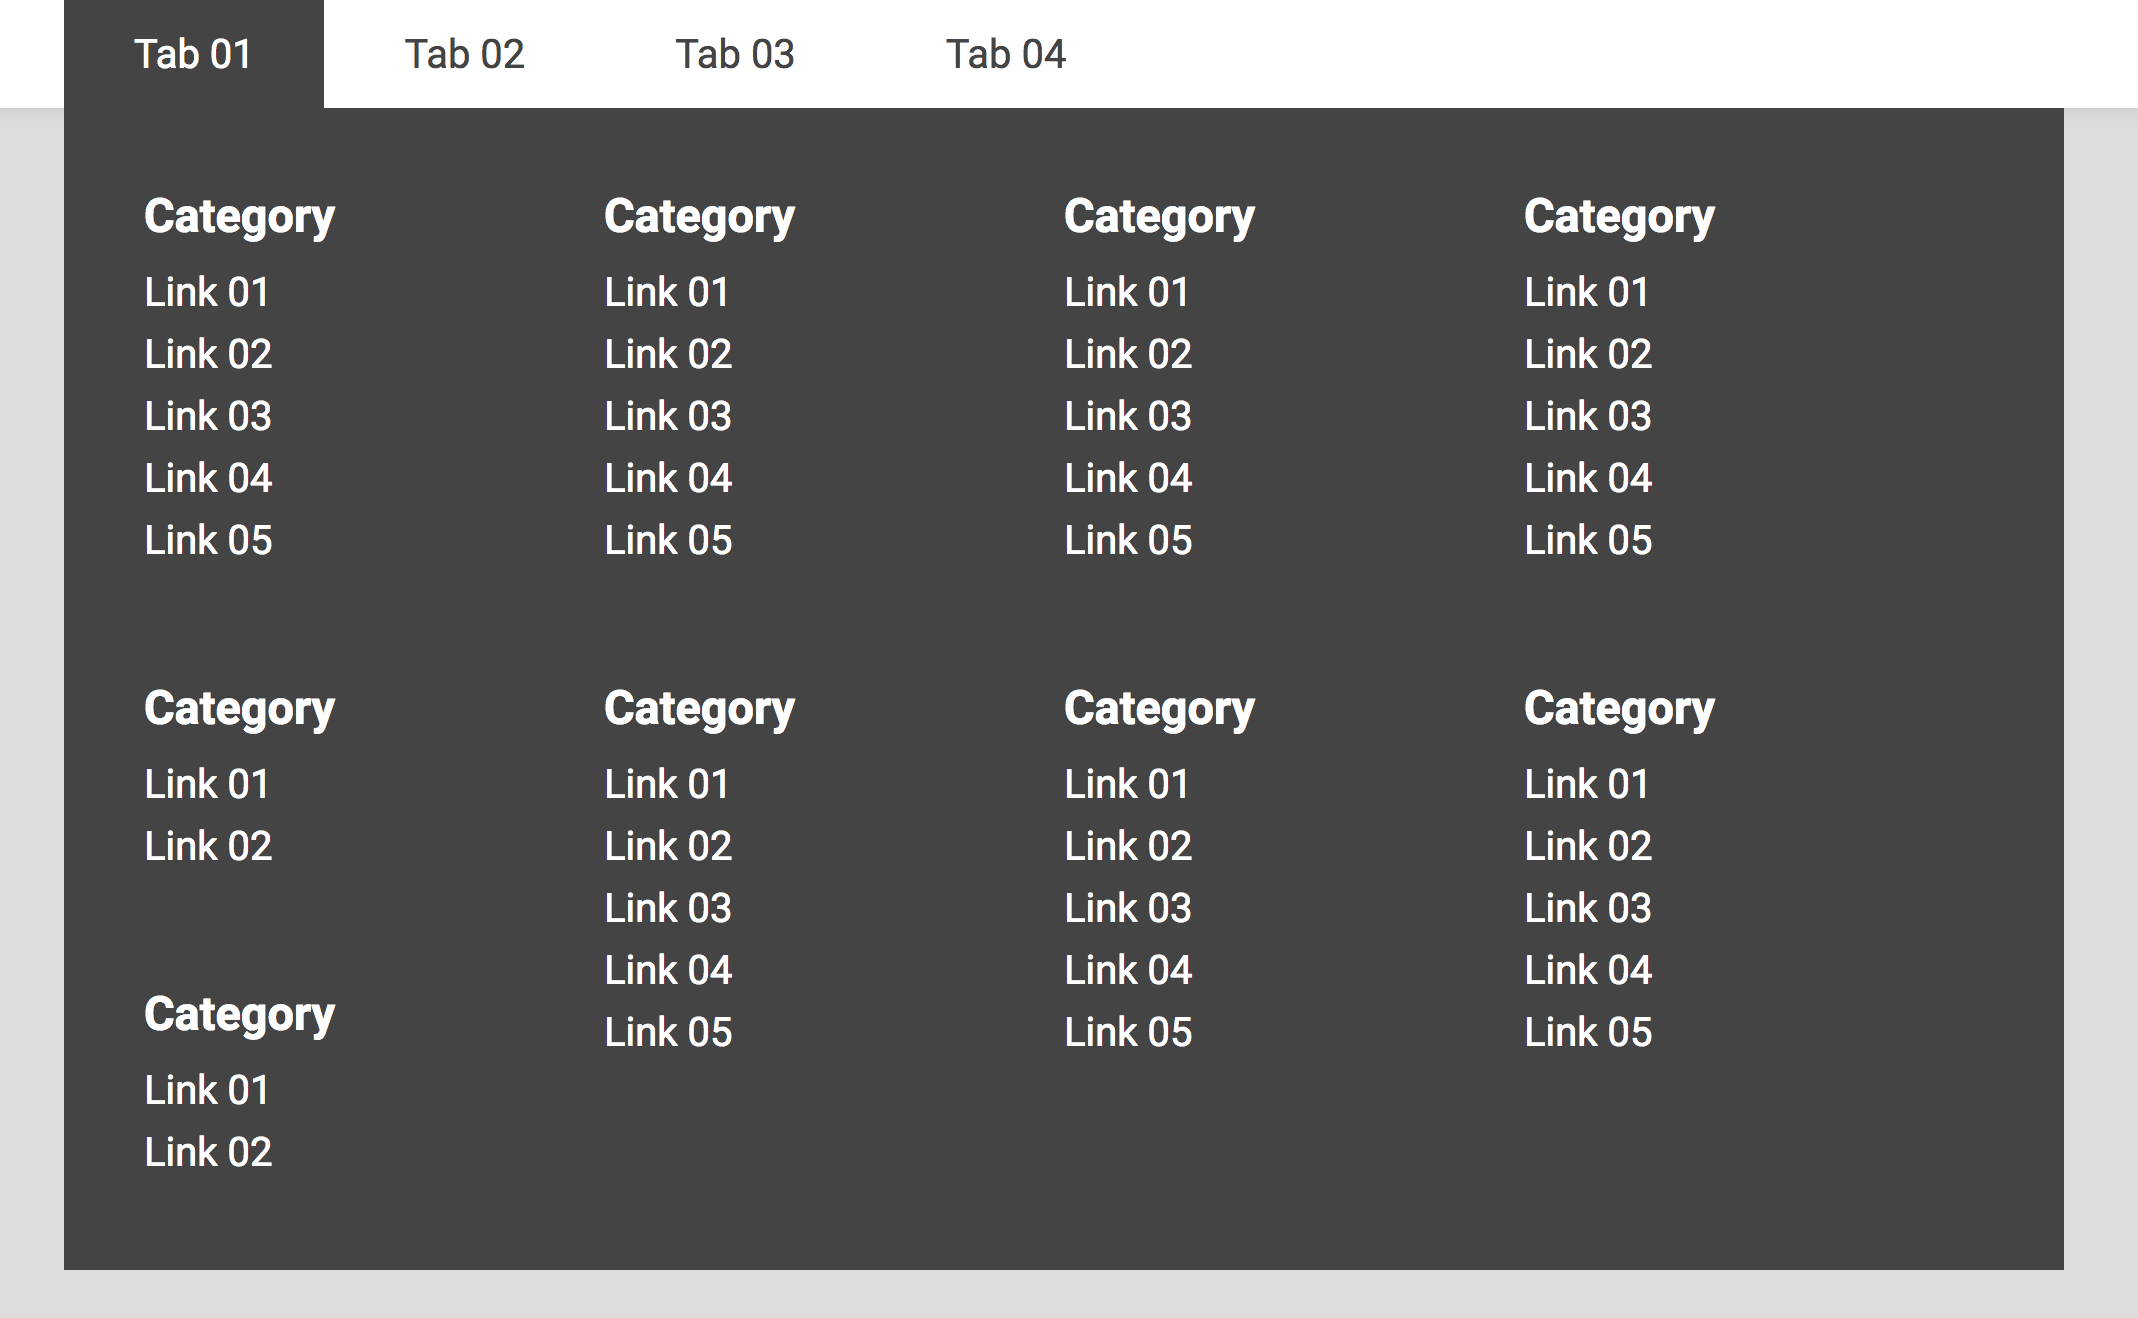 Tab 01 Tab 02 Tab 03 Tab 04
Category Category Category Category
Link 01 Link 01 Link 01 Link 01
Link 02 Link 02 Link 02 Link 02
Link 03 Link 03 Link 03 Link 03
Link 04 Link 04 Link 04 Link 04
Link 05 Link 05 Link 05 Link 05
Category Category Category Category
Link 01 Link 01 Link 01 Link 01
Link 02 Link 02 Link 02 Link 02
Link 03 Link 03 Link 03
Link 04 Link 04 Link 04
Category Link 05 Link 05 Link 05
Link 01
Link 02